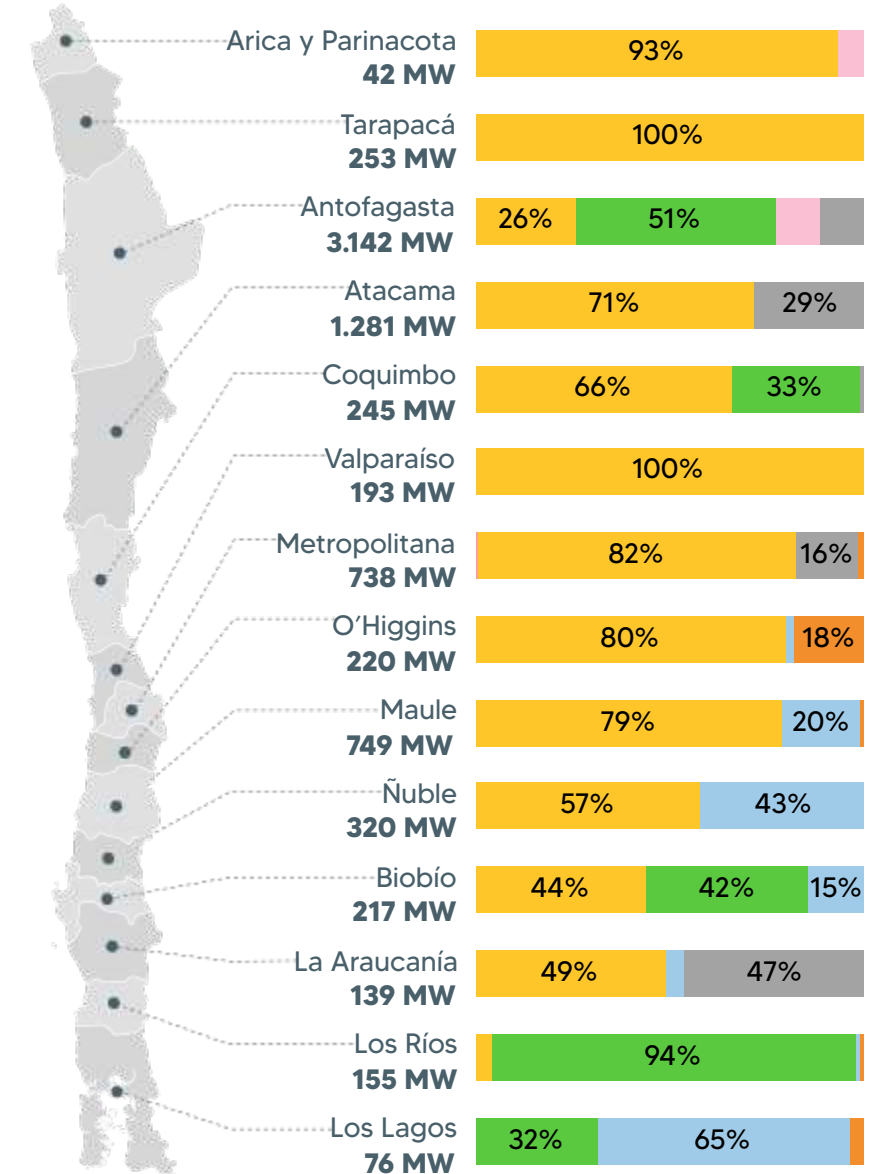 Arica y Parinacota
42 MW
93%
Tarapacá
253 MW
100%
Antofagasta
3.142 MW
26% 51%
Atacama
1.281 MW
71% 29%
Coquimbo
245 MW
66% 33%
Valparaíso
193 MW
100%
Metropolitana
738 MW
82% 16%
O'Higgins
220 MW
80% 18%
Maule
749 MW
79% 20%
Ñuble
320 MW
57% 43%
Biobío
217 MW
44% 42% 15%
La Araucanía
139 MW
49% 47%
Los Ríos
155 MW
94%
Los Lagos
76 MW
32% 65%